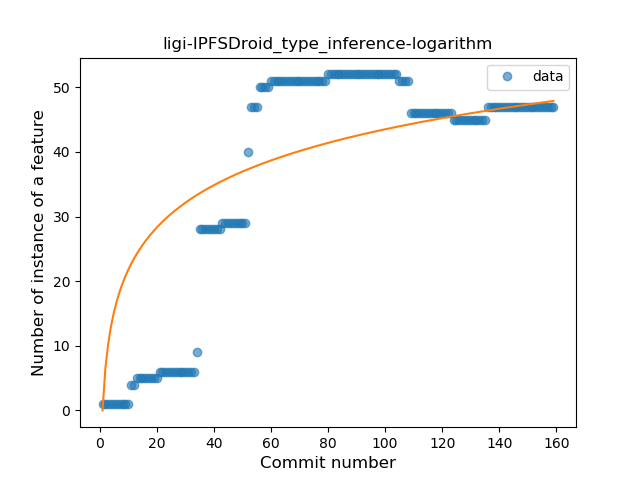 ligi-IPFSDroid_type_inference-logarithm
data
Number of instance of a feature
50
40
30
20
10
0
0 20 40 60 80 100 120 140 160
Commit number